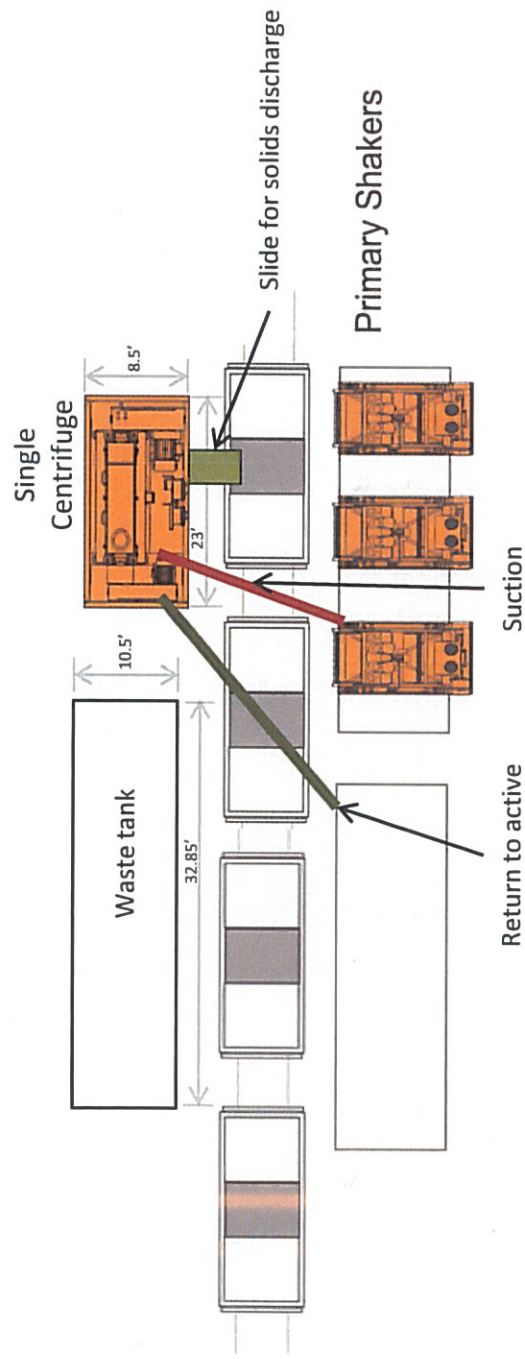 Single
Centrifuge
8.5'
23'
10.5'
Waste tank
32.85'
Slide for solids discharge
Primary Shakers
Suction
Return to active